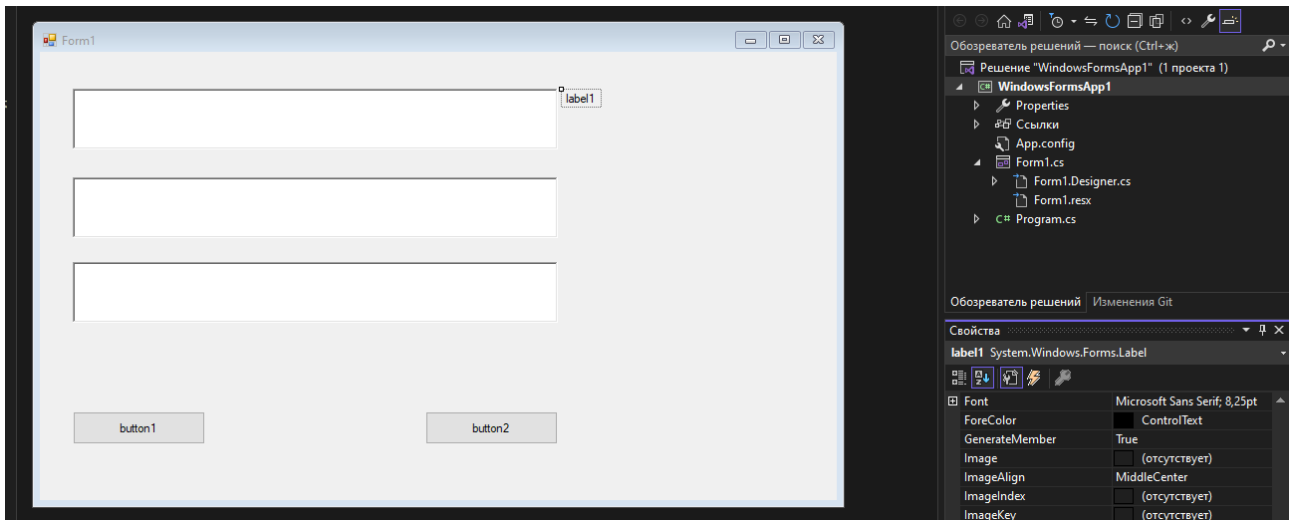 Form1
label1
button1
button2
Обозреватель решений — поиск (Ctrl+ж)
Решение "WindowsFormsApp1" (1 проекта 1)
C# WindowsFormsApp1
Properties
Ссылки
App.config
Form1.cs
Form1.Designer.cs
Form1.resx
C# Program.cs
Обозреватель решений Изменения Git
Свойства
label1 System.Windows.Forms.Label
Font Microsoft Sans Serif; 8,25pt
ForeColor ControlText
GenerateMember True
Image (отсутствует)
ImageAlign MiddleCenter
ImageIndex (отсутствует)
ImageKey (отсутствует)